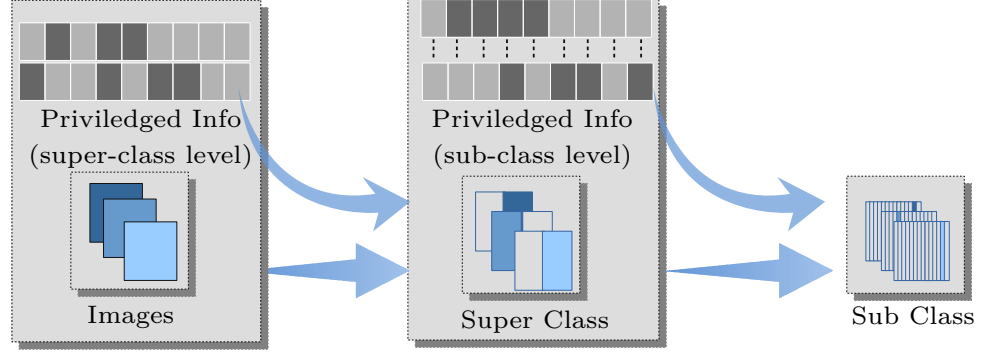 Priviledged Info
(super-class level)
Images
Priviledged Info
(sub-class level)
Super Class
Sub Class